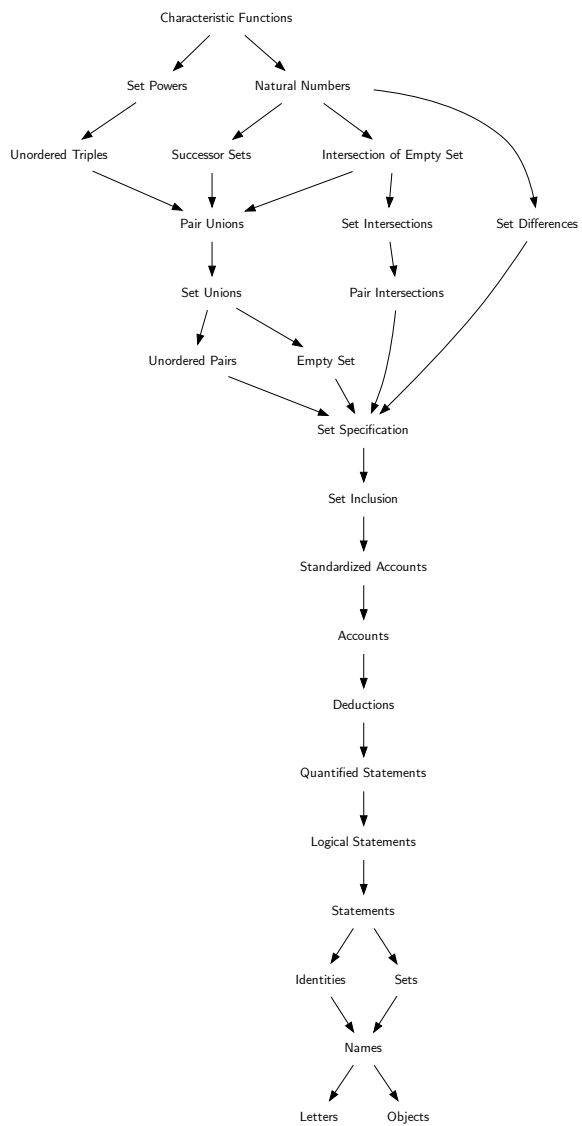 Characteristic Functions
Set Powers
Natural Numbers
Unordered Triples
Successor Sets
Intersection of Empty Set
Pair Unions
Set Intersections
Set Differences
Set Unions
Pair Intersections
Unordered Pairs
Empty Set
Set Specification
Set Inclusion
Standardized Accounts
Accounts
Deductions
Quantified Statements
Logical Statements
Statements
Identities
Sets
Names
Letters
Objects